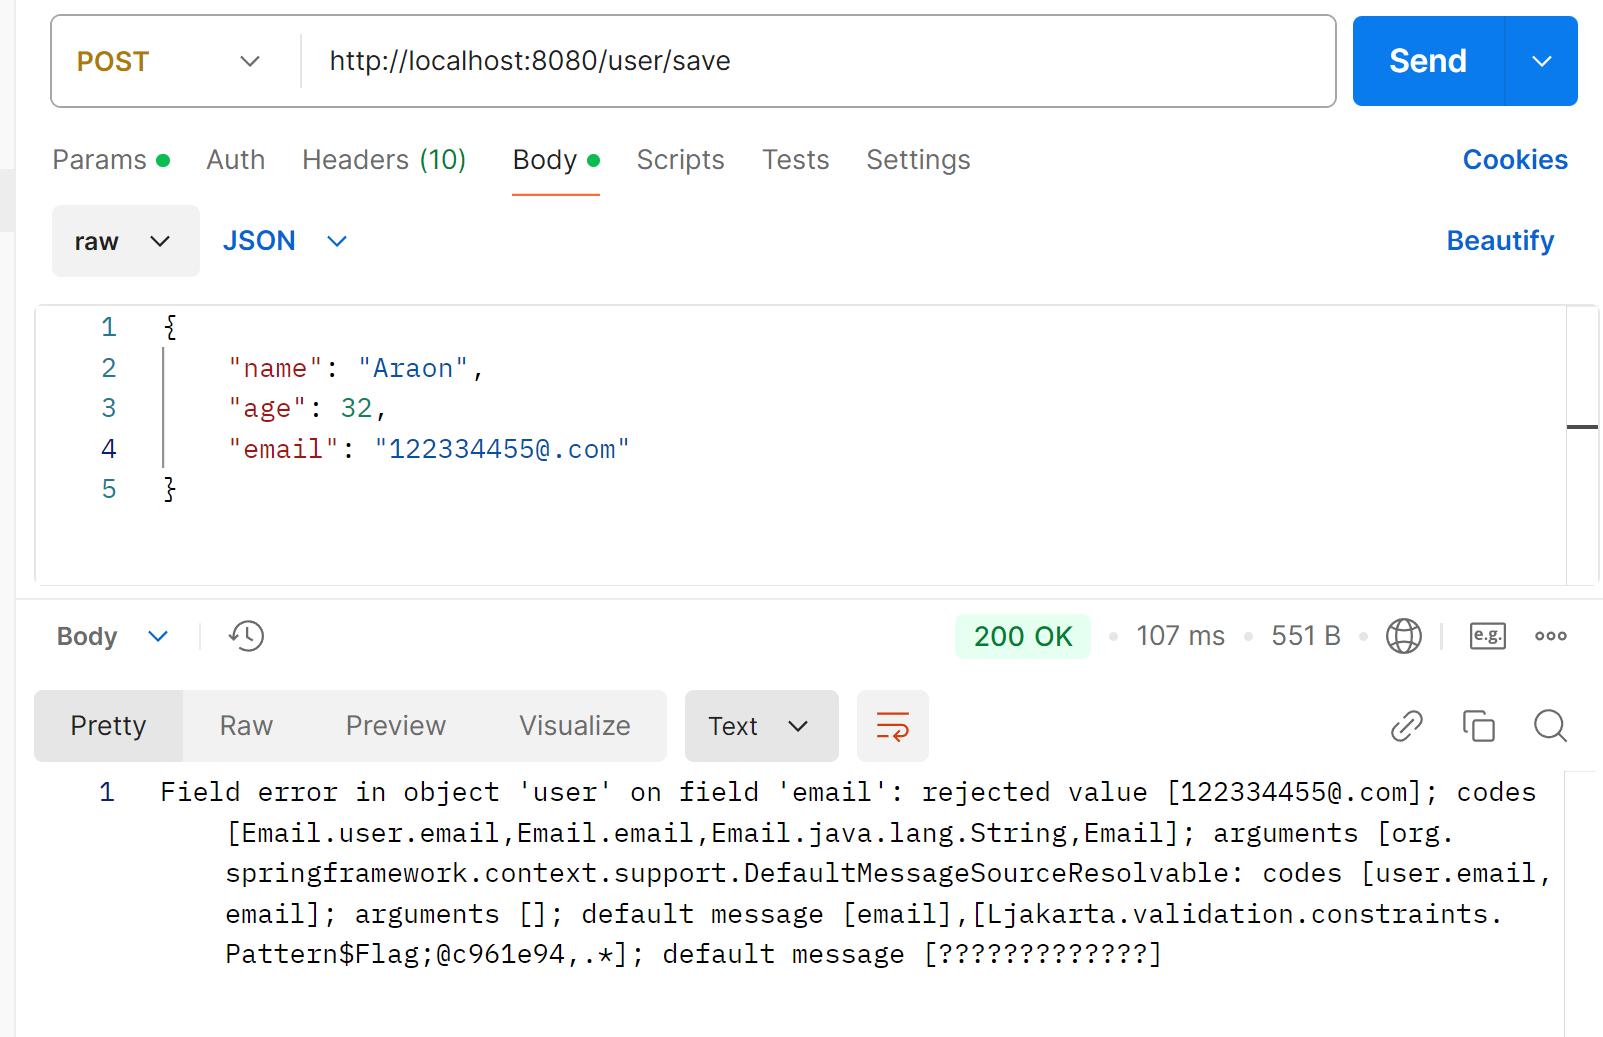 POST http://localhost:8080/user/save Send
Params Auth Headers (10) Body Scripts Tests Settings Cookies
raw JSON Beautify
1 {
2 "name": "Araon",
3 "age": 32,
4 "email": "122334455@.com"
5 }
Body 200 OK 107 ms 551 B e.g.
Pretty Raw Preview Visualize Text
1 Field error in object 'user' on field 'email': rejected value [122334455@.com]; codes
[Email.user.email,Email.email,Email.java.lang.String,Email]; arguments [org.
springframework.context.support.DefaultMessageSourceResolvable: codes [user.email,
email]; arguments []; default message [email],[Ljakarta.validation.constraints.
Pattern$Flag;@c961e94,.*]; default message [?????????????]